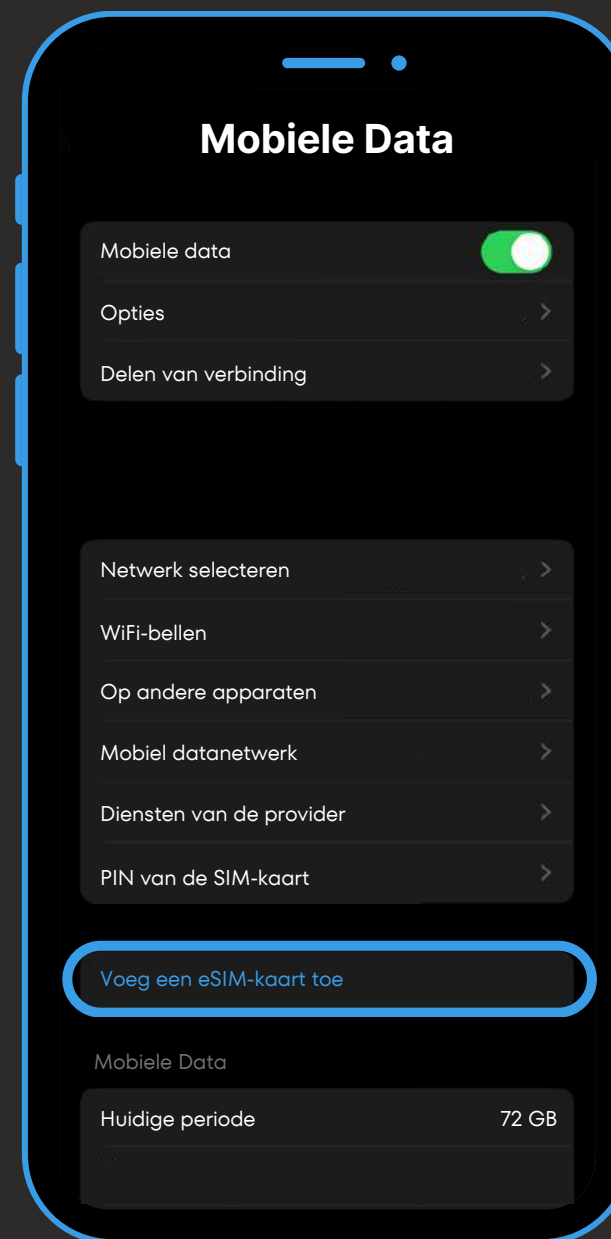 Mobiele Data
Mobiele data
Opties
Delen van verbinding
Netwerk selecteren
WiFi-bellen
Op andere apparaten
Mobiel datanetwerk
Diensten van de provider
PIN van de SIM-kaart
Voeg een eSIM-kaart toe
Mobiele Data
Huidige periode 72 GB